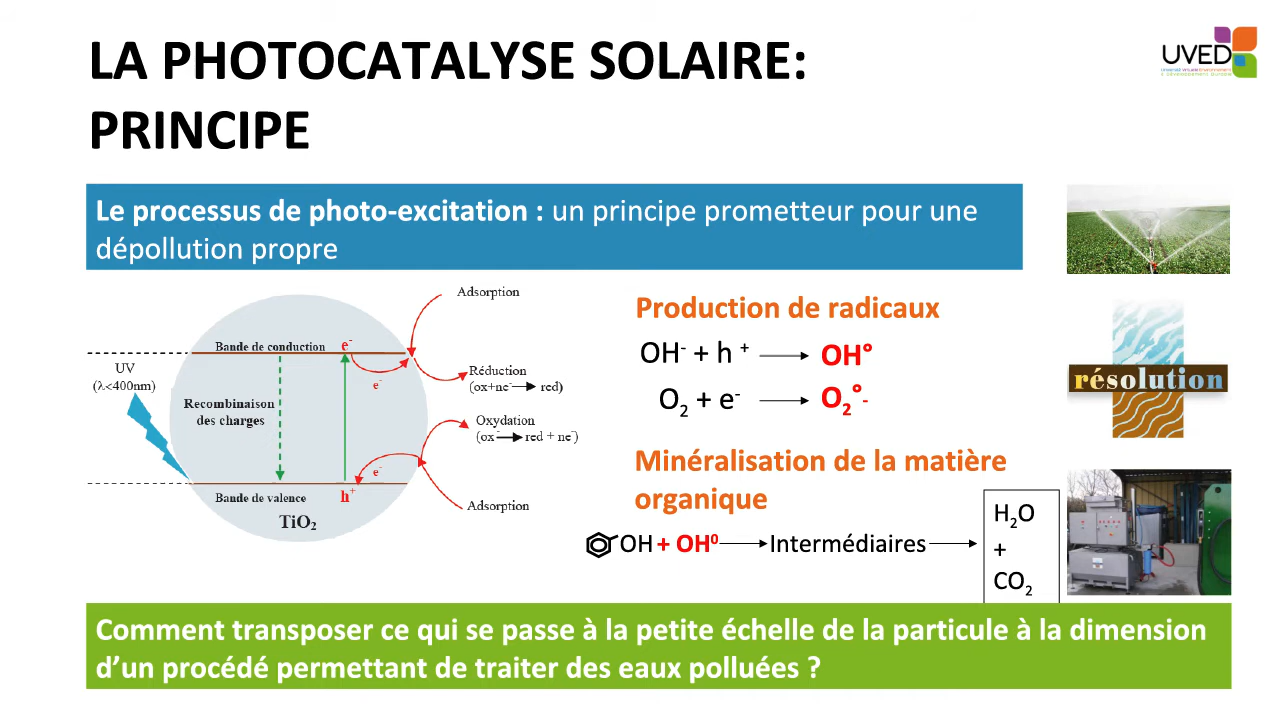 LA PHOTOCATALYSE SOLAIRE:
PRINCIPE
UVED
Le processus de photo-excitation : un principe prometteur pour une
dépollution propre
Adsorption
Bande de conduction
e-
e-
UV
(λ<400nm)
Réduction
(ox+ne- → red)
Recombinaison
des charges
Oxydation
(ox- → red + ne-)
e-
Bande de valence
h+
Adsorption
TiO₂
Production de radicaux
OH- + h + → OH°
O₂ + e- → O₂°-
Minéralisation de la matière
organique
OH + OH⁰ → Intermédiaires →
H₂O
+
CO₂
résolution
Comment transposer ce qui se passe à la petite échelle de la particule à la dimension
d’un procédé permettant de traiter des eaux polluées ?